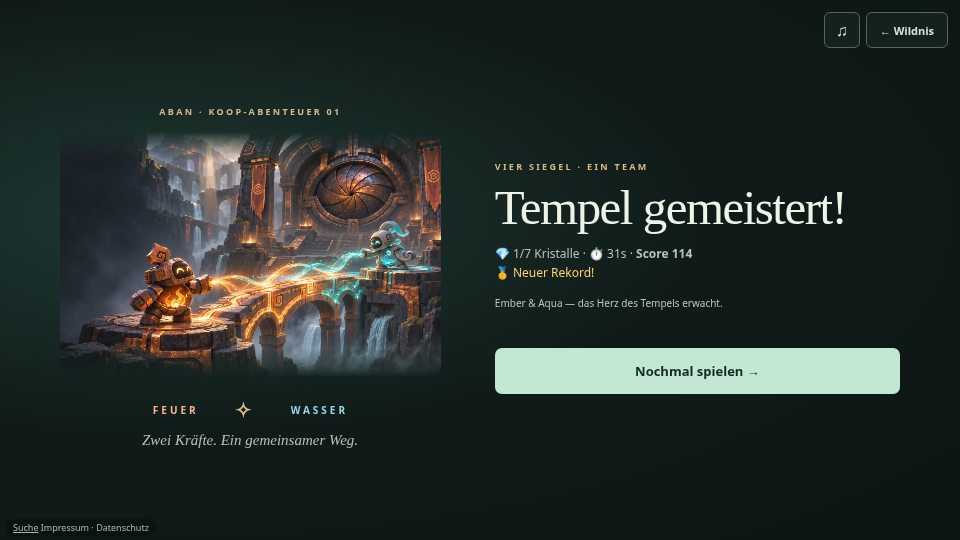 ♫
← Wildnis
ABAN · KOOP-ABENTEUER 01
FEUER
WASSER
Zwei Kräfte. Ein gemeinsamer Weg.
VIER SIEGEL · EIN TEAM
Tempel gemeistert!
💎 1/7 Kristalle · ⏱️ 31s · Score 114
🏅 Neuer Rekord!
Ember & Aqua — das Herz des Tempels erwacht.
Nochmal spielen →
Suche Impressum · Datenschutz